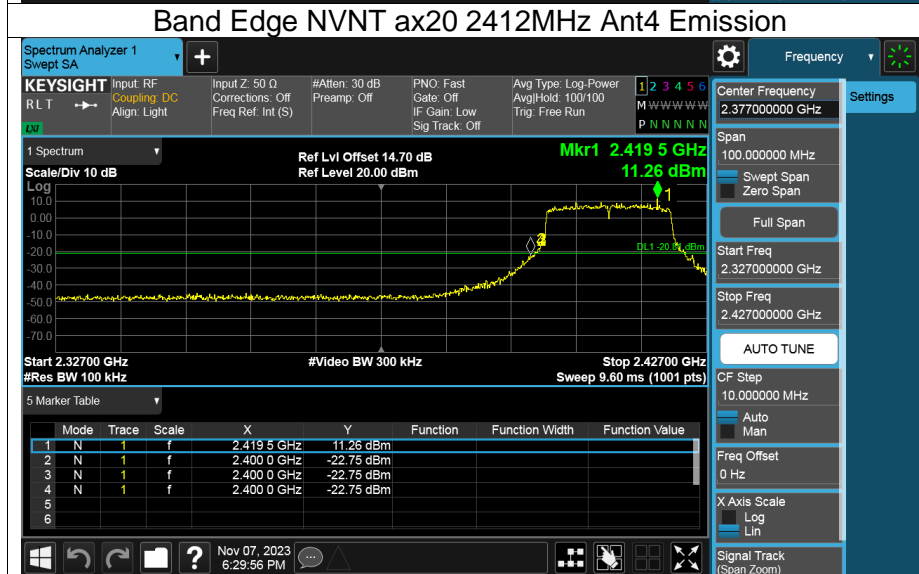 Band Edge NVNT ax20 2412MHz Ant4 Emission
Spectrum Analyzer 1
Swept SA
+
Frequency
KEYSIGHT
RLT
LXI
Input: RF
Coupling: DC
Align: Light
Input Z: 50 Ω
Corrections: Off
Freq Ref: Int (S)
#Atten: 30 dB
Preamp: Off
PNO: Fast
Gate: Off
IF Gain: Low
Sig Track: Off
Avg Type: Log-Power
Avg|Hold: 100/100
Trig: Free Run
1 2 3 4 5 6
M W W W W W
P N N N N N
Center Frequency
2.377000000 GHz
Settings
1 Spectrum
Scale/Div 10 dB
Ref Lvl Offset 14.70 dB
Ref Level 20.00 dBm
Mkr1 2.419 5 GHz
11.26 dBm
Span
100.000000 MHz
Swept Span
Zero Span
Full Span
Log
10.0
0.00
-10.0
-20.0
-30.0
-40.0
-50.0
-60.0
-70.0
1
Start Freq
2.327000000 GHz
Stop Freq
2.427000000 GHz
AUTO TUNE
Start 2.32700 GHz
#Video BW 300 kHz
Stop 2.42700 GHz
#Res BW 100 kHz
Sweep 9.60 ms (1001 pts)
CF Step
10.000000 MHz
Auto
Man
5 Marker Table
Mode Trace Scale X Y Function Function Width Function Value
1 N 1 f 2.419 5 GHz 11.26 dBm
2 N 1 f 2.400 0 GHz -22.75 dBm
3 N 1 f 2.400 0 GHz -22.75 dBm
4 N 1 f 2.400 0 GHz -22.75 dBm
5
6
Freq Offset
0 Hz
X Axis Scale
Log
Lin
Signal Track
(Span Zoom)
?
Nov 07, 2023
6:29:56 PM